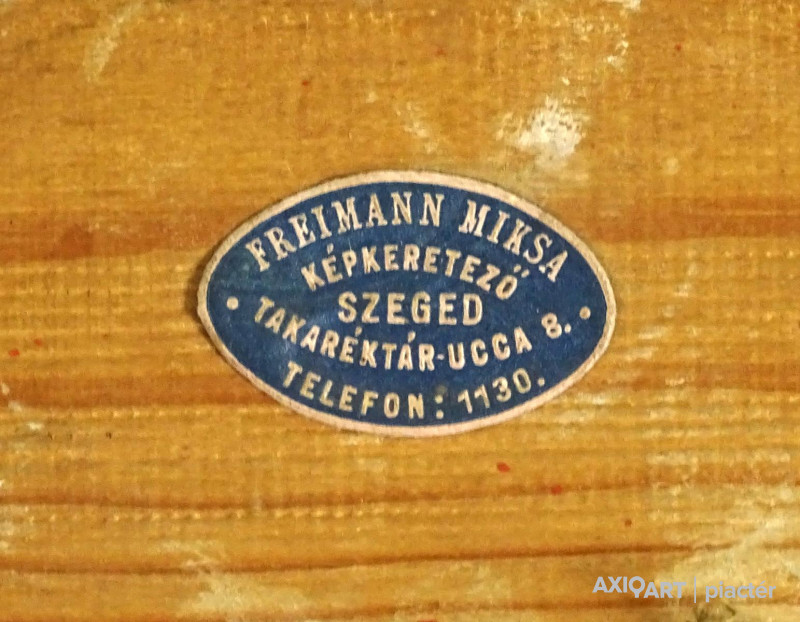 FREIMANN MIKSA
KÉPKERETEZŐ
SZEGED
TAKARÉKTÁR-UCCA 8.
TELEFON: 1130.
AXIOART | piactér